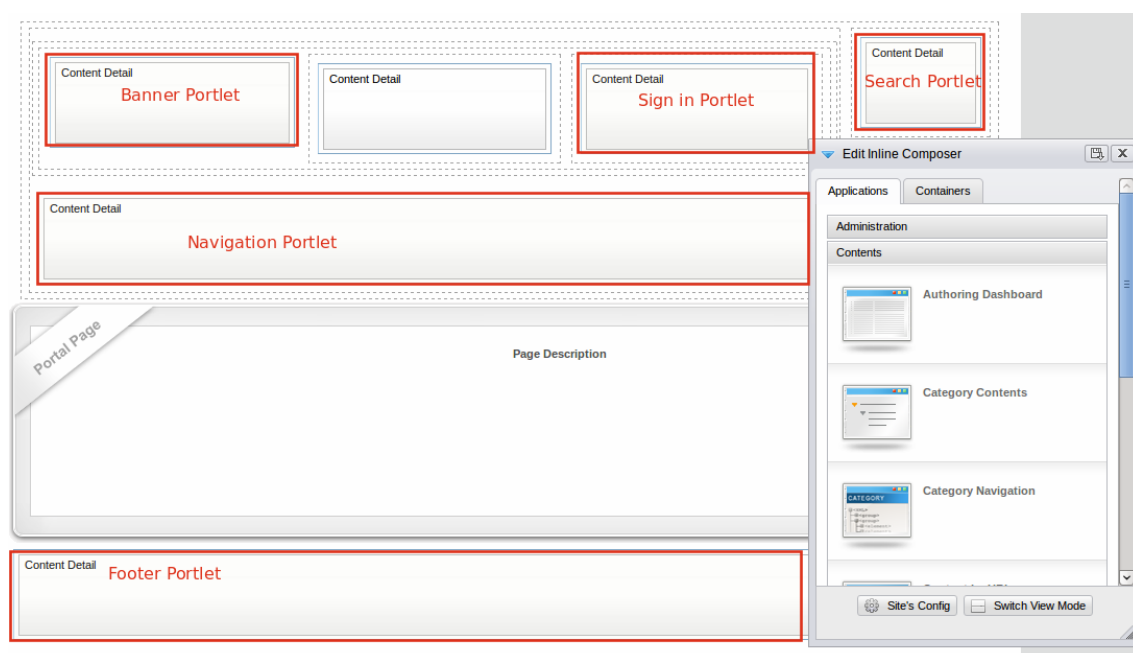 Content Detail
Banner Portlet
Content Detail
Content Detail
Sign in Portlet
Content Detail
Search Portlet
Content Detail
Navigation Portlet
Portal Page
Page Description
Content Detail
Footer Portlet
Edit Inline Composer
Applications
Containers
Administration
Contents
Authoring Dashboard
Category Contents
CATEGORY
Category Navigation
Site's Config
Switch View Mode